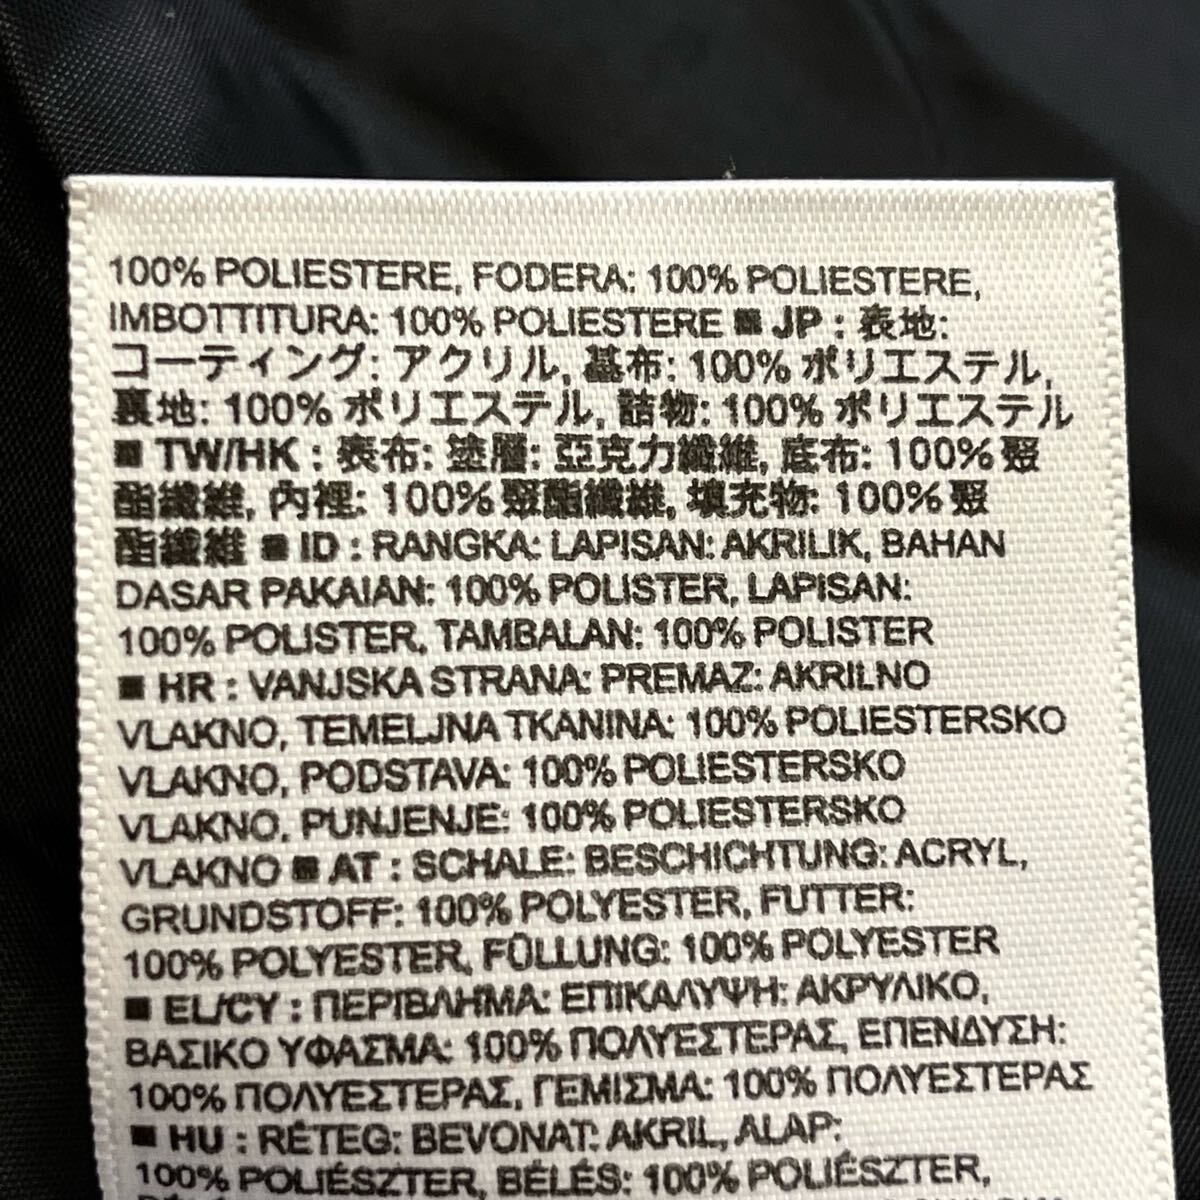 100% POLIESTERE, FODERA: 100% POLIESTERE,
IMBOTTITURA: 100% POLIESTERE ■ JP : 表地:
コーティング: アクリル, 基布: 100% ポリエステル,
裏地: 100% ポリエステル, 詰物: 100% ポリエステル
■ TW/HK : 表布: 塗層: 亞克力纖維, 底布: 100% 聚
酯纖維, 內裡: 100% 聚酯纖維, 填充物: 100% 聚
酯纖維 ■ ID : RANGKA: LAPISAN: AKRILIK, BAHAN
DASAR PAKAIAN: 100% POLISTER, LAPISAN:
100% POLISTER, TAMBALAN: 100% POLISTER
■ HR : VANJSKA STRANA: PREMAZ: AKRILNO
VLAKNO, TEMELJNA TKANINA: 100% POLIESTERSKO
VLAKNO, PODSTAVA: 100% POLIESTERSKO
VLAKNO, PUNJENJE: 100% POLIESTERSKO
VLAKNO ■ AT : SCHALE: BESCHICHTUNG: ACRYL,
GRUNDSTOFF: 100% POLYESTER, FUTTER:
100% POLYESTER, FÜLLUNG: 100% POLYESTER
■ EL/CY : ΠΕΡΙΒΛΗΜΑ: ΕΠΙΚΑΛΥΨΗ: ΑΚΡΥΛΙΚΟ,
ΒΑΣΙΚΟ ΥΦΑΣΜΑ: 100% ΠΟΛΥΕΣΤΕΡΑΣ, ΕΠΕΝΔΥΣΗ:
100% ΠΟΛΥΕΣΤΕΡΑΣ, ΓΕΜΙΣΜΑ: 100% ΠΟΛΥΕΣΤΕΡΑΣ
■ HU : RÉTEG: BEVONAT: AKRIL, ALAP:
100% POLIÉSZTER, BÉLÉS: 100% POLIÉSZTER,